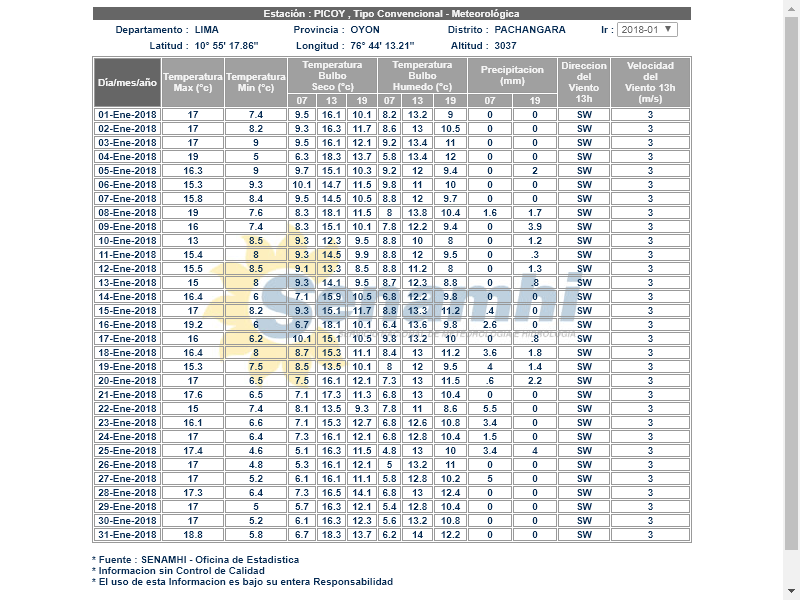 Estación : PICOY , Tipo Convencional - Meteorológica
Departamento : LIMA Provincia : OYON Distrito : PACHANGARA Ir : 2018-01
Latitud : 10° 55' 17.86" Longitud : 76° 44' 13.21" Altitud : 3037
Día/mes/año Temperatura Max (°c) Temperatura Min (°c) Temperatura Bulbo Seco (°c) Temperatura Bulbo Humedo (°c) Precipitacion (mm) Direccion del Viento 13h Velocidad del Viento 13h (m/s)
07 13 19 07 13 19 07 19
01-Ene-2018 17 7.4 9.5 16.1 10.1 8.2 13.2 9 0 0 SW 3
02-Ene-2018 17 8.2 9.3 16.3 11.7 8.6 13 10.5 0 0 SW 3
03-Ene-2018 17 9 9.5 16.1 12.1 9.2 13.4 11 0 0 SW 3
04-Ene-2018 19 5 6.3 18.3 13.7 5.8 13.4 12 0 0 SW 3
05-Ene-2018 16.3 9 9.7 15.1 10.3 9.2 12 9.4 0 2 SW 3
06-Ene-2018 15.3 9.3 10.1 14.7 11.5 9.8 11 10 0 0 SW 3
07-Ene-2018 15.8 8.4 9.5 14.5 10.5 8.8 12 9.7 0 0 SW 3
08-Ene-2018 19 7.6 8.3 18.1 11.5 8 13.8 10.4 1.6 1.7 SW 3
09-Ene-2018 16 7.4 8.3 15.1 10.1 7.8 12.2 9.4 0 3.9 SW 3
10-Ene-2018 13 8.5 9.3 12.3 9.5 8.8 10 8 0 1.2 SW 3
11-Ene-2018 15.4 8 9.3 14.5 9.9 8.8 12 9.5 0 .3 SW 3
12-Ene-2018 15.5 8.5 9.1 13.3 8.5 8.8 11.2 8 0 1.3 SW 3
13-Ene-2018 15 8 9.3 14.1 9.5 8.7 12.3 8.8 0 .8 SW 3
14-Ene-2018 16.4 6 7.1 15.9 10.5 6.8 12.2 9.8 0 0 SW 3
15-Ene-2018 17 8.2 9.3 15.1 11.7 8.8 13.3 11.2 .4 0 SW 3
16-Ene-2018 19.2 6 6.7 18.1 10.1 6.4 13.6 9.8 2.6 0 SW 3
17-Ene-2018 16 6.2 10.1 15.1 10.5 9.8 13.2 10 0 .8 SW 3
18-Ene-2018 16.4 8 8.7 15.3 11.1 8.4 13 11.2 3.6 1.8 SW 3
19-Ene-2018 15.3 7.5 8.5 13.5 10.1 8 12 9.5 4 1.4 SW 3
20-Ene-2018 17 6.5 7.5 16.1 12.1 7.3 13 11.5 .6 2.2 SW 3
21-Ene-2018 17.6 6.5 7.1 17.3 11.3 6.8 13 10.4 0 0 SW 3
22-Ene-2018 15 7.4 8.1 13.5 9.3 7.8 11 8.6 5.5 0 SW 3
23-Ene-2018 16.1 6.6 7.1 15.3 12.7 6.8 12.6 10.8 3.4 0 SW 3
24-Ene-2018 17 6.4 7.3 16.1 12.1 6.8 12.8 10.4 1.5 0 SW 3
25-Ene-2018 17.4 4.6 5.1 16.3 11.5 4.8 13 10 3.4 4 SW 3
26-Ene-2018 17 4.8 5.3 16.1 12.1 5 13.2 11 0 0 SW 3
27-Ene-2018 17 5.2 6.1 16.1 11.1 5.8 12.8 10.2 5 0 SW 3
28-Ene-2018 17.3 6.4 7.3 16.5 14.1 6.8 13 12.4 0 0 SW 3
29-Ene-2018 17 5 5.7 16.3 12.1 5.4 12.8 10.4 0 0 SW 3
30-Ene-2018 17 5.2 6.1 16.3 12.3 5.6 13.2 10.8 0 0 SW 3
31-Ene-2018 18.8 5.8 6.7 18.3 13.7 6.2 14 12.2 0 0 SW 3
Senamhi
* Fuente : SENAMHI - Oficina de Estadistica
* Informacion sin Control de Calidad
* El uso de esta Informacion es bajo su entera Responsabilidad